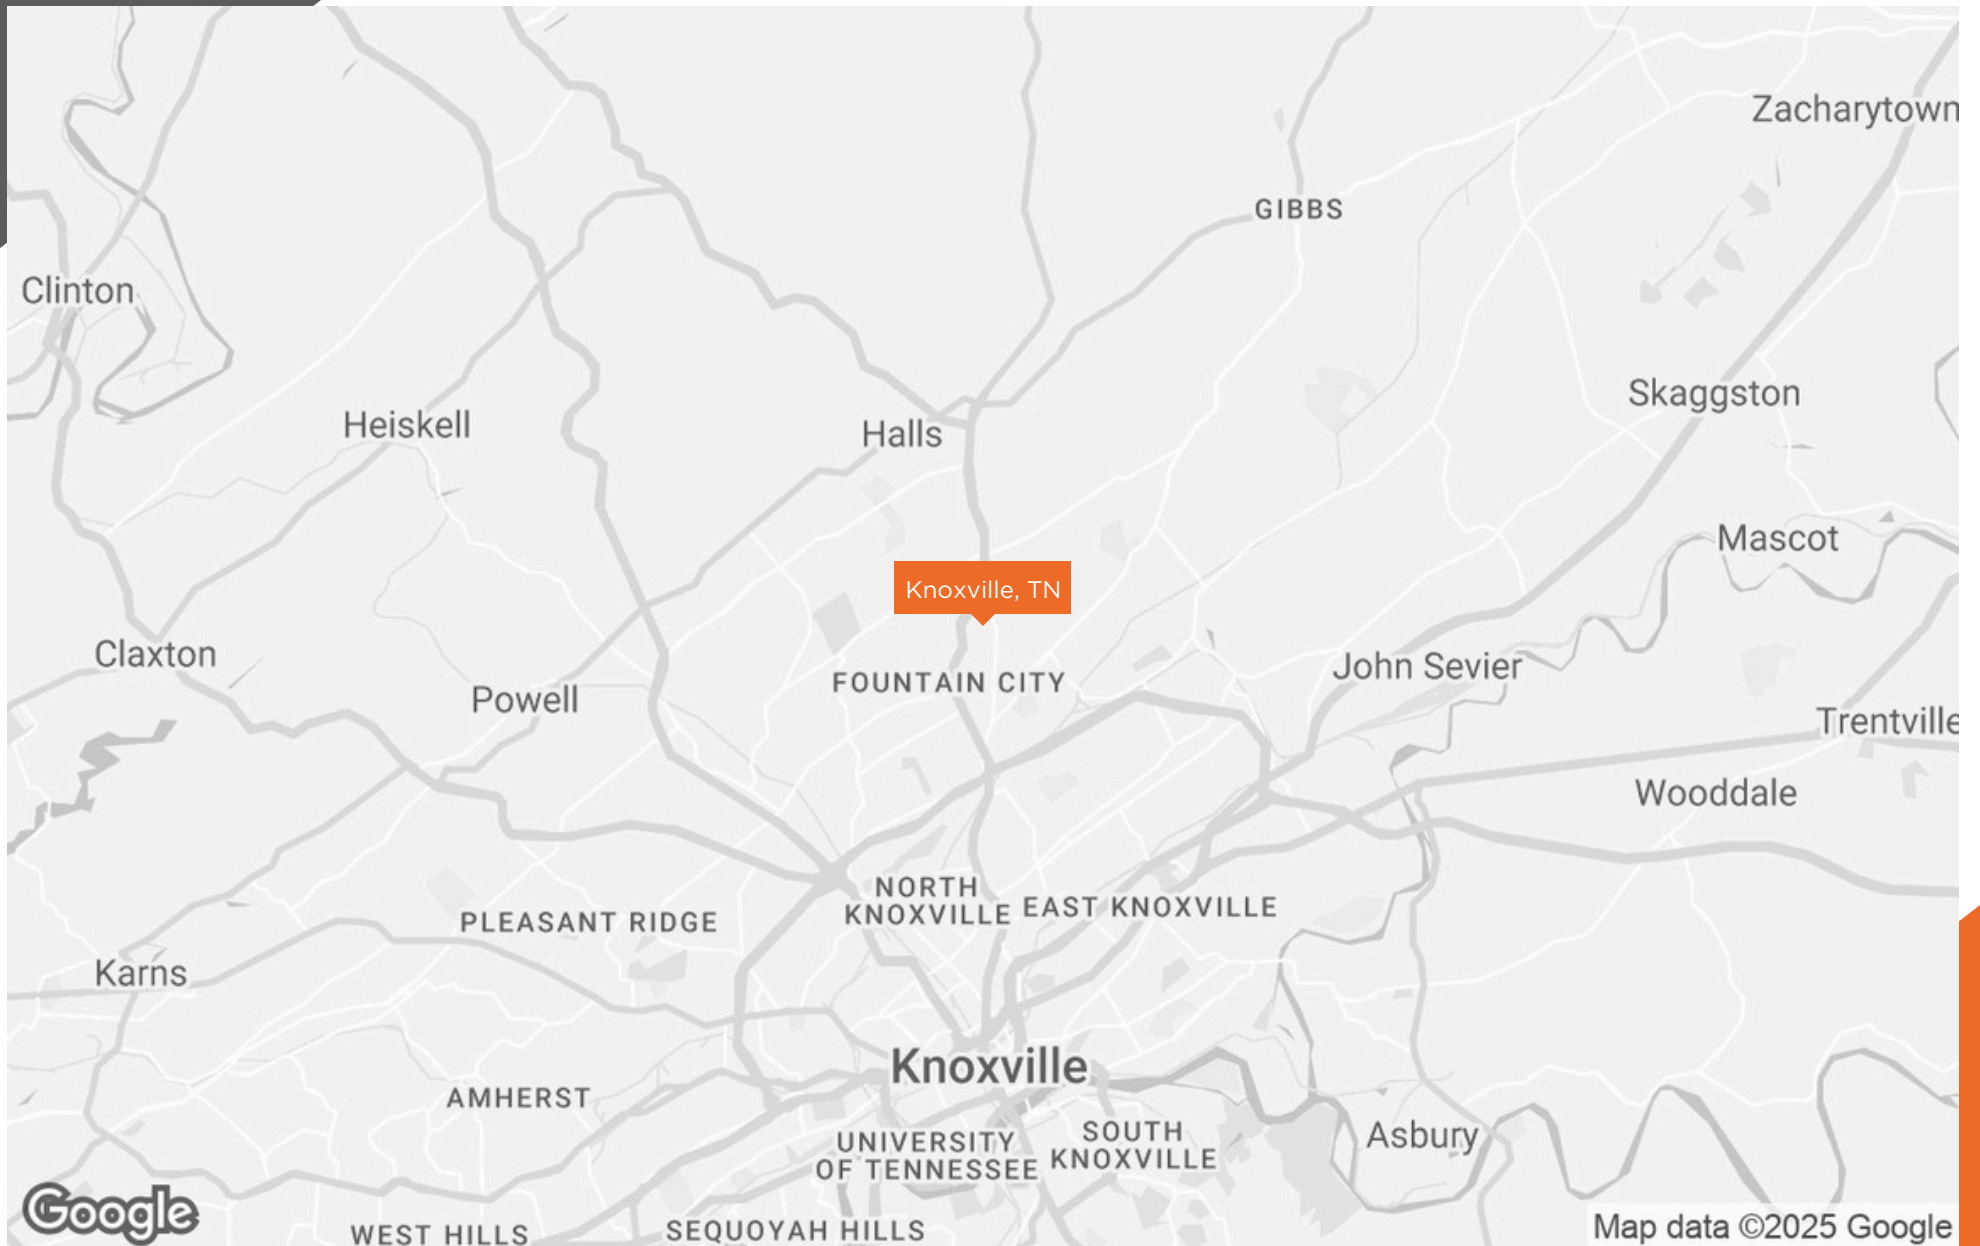 Zacharytown
GIBBS
Clinton
Skaggston
Heiskell
Halls
Mascot
Knoxville, TN
Claxton
John Sevier
FOUNTAIN CITY
Powell
Trentville
Wooddale
NORTH
KNOXVILLE
EAST KNOXVILLE
PLEASANT RIDGE
Karns
Knoxville
AMHERST
UNIVERSITY
OF TENNESSEE
SOUTH
KNOXVILLE
Asbury
Google
WEST HILLS
SEQUOYAH HILLS
Map data ©2025 Google